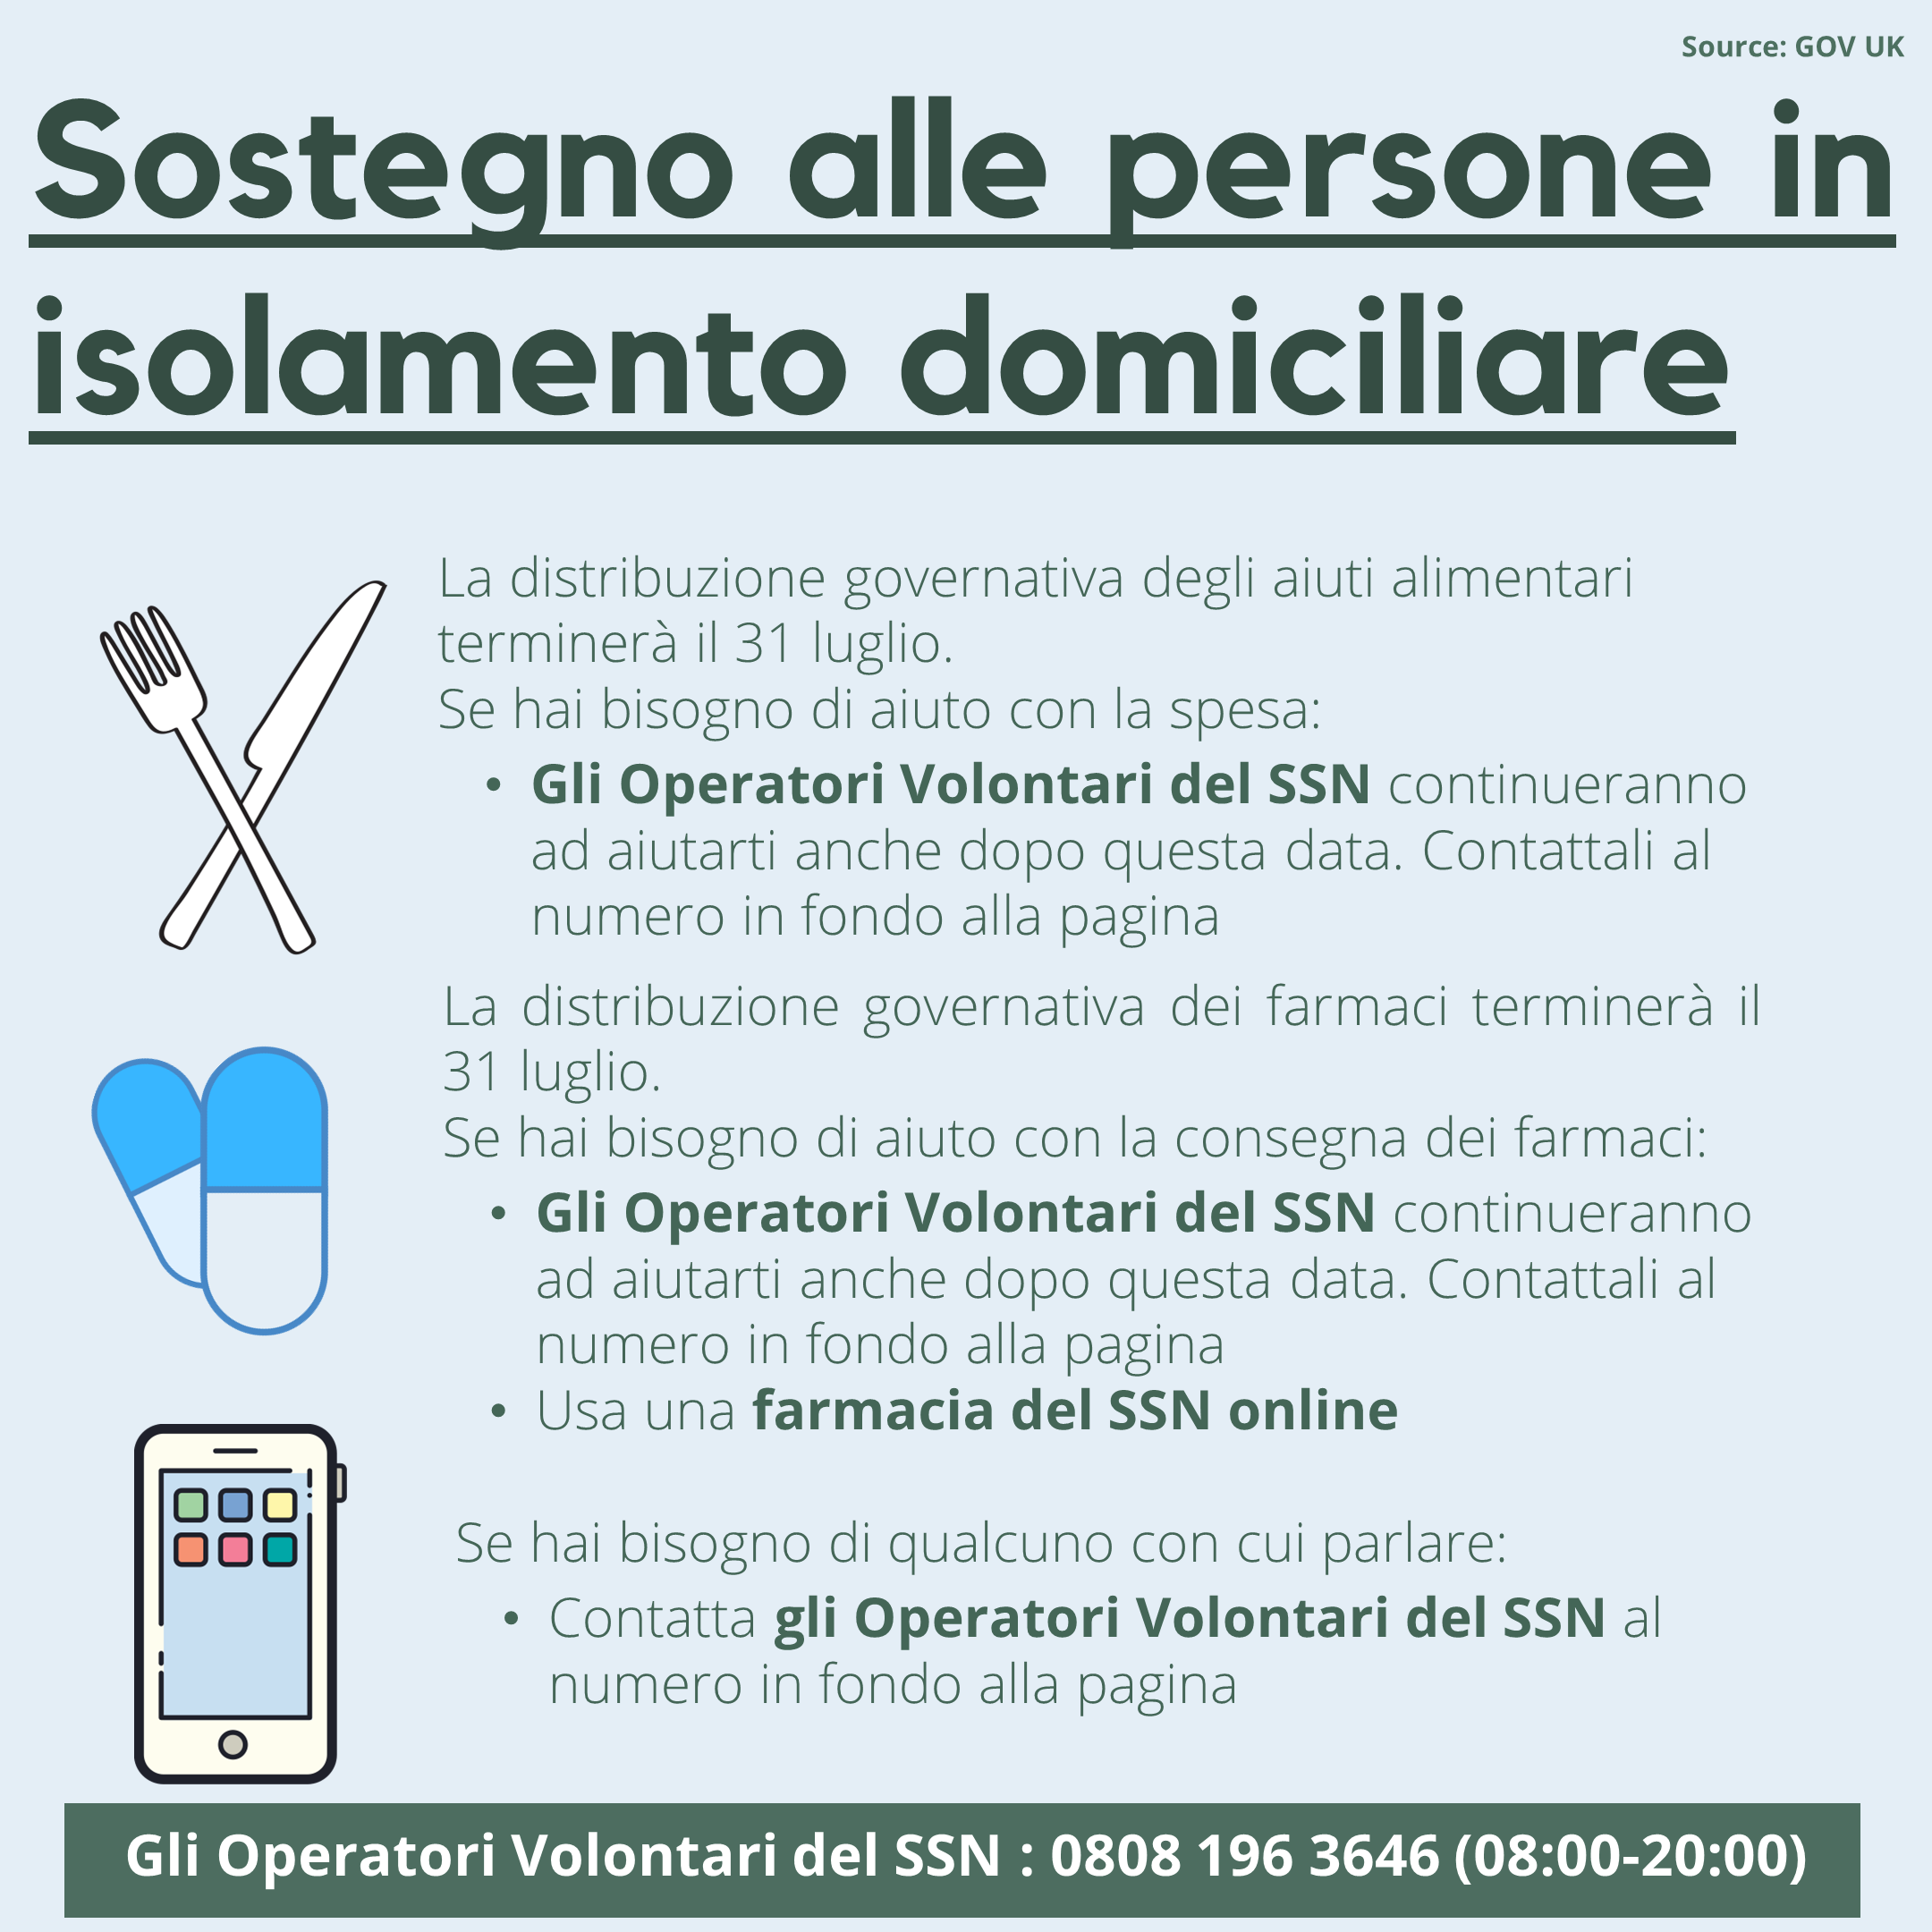 Source: GOV UK
Sostegno alle persone in
isolamento domiciliare
La distribuzione governativa degli aiuti alimentari
terminerà il 31 luglio.
Se hai bisogno di aiuto con la spesa:
• Gli Operatori Volontari del SSN continueranno
ad aiutarti anche dopo questa data. Contattali al
numero in fondo alla pagina
La distribuzione governativa dei farmaci terminerà il
31 luglio.
Se hai bisogno di aiuto con la consegna dei farmaci:
• Gli Operatori Volontari del SSN continueranno
ad aiutarti anche dopo questa data. Contattali al
numero in fondo alla pagina
• Usa una farmacia del SSN online
Se hai bisogno di qualcuno con cui parlare:
• Contatta gli Operatori Volontari del SSN al
numero in fondo alla pagina
Gli Operatori Volontari del SSN : 0808 196 3646 (08:00-20:00)